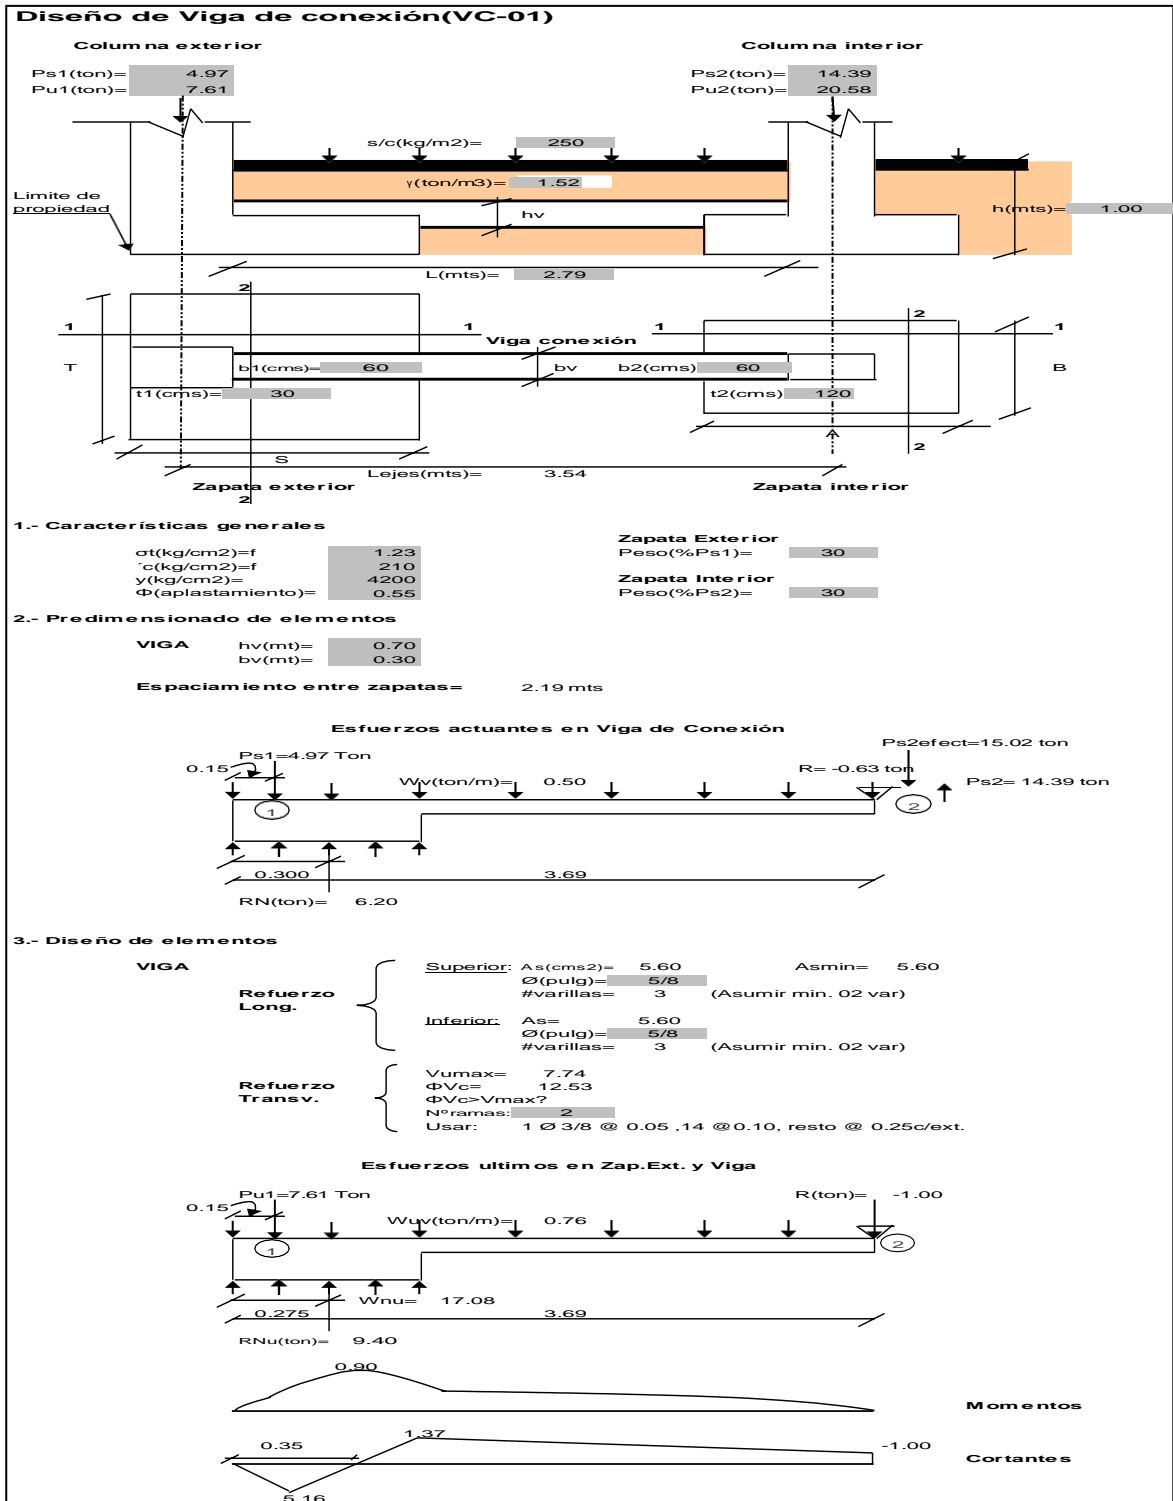 Diseño de Viga de conexión(VC-01)
Columna exterior
Columna interior
Ps1(ton)= 4.97
Ps2(ton)= 14.39
Pu1(ton)= 7.61
Pu2(ton)= 20.58
s/c(kg/m2)= 250
γ(ton/m3)= 1.52
Limite de
propiedad
hv
h(mts)= 1.00
L(mts)= 2.79
2
2
1 1 1 1
Viga conexión
T b1(cms)= 60 bv b2(cms) 60 B
t1(cms)= 30 t2(cms) 120
2
S
Lejes(mts)= 3.54
Zapata exterior Zapata interior
2
1.- Características generales
Zapata Exterior
σt(kg/cm2)=f 1.23 Peso(%Ps1)= 30
´c(kg/cm2)=f 210
y(kg/cm2)= 4200 Zapata Interior
Φ(aplastamiento)= 0.55 Peso(%Ps2)= 30
2.- Predimensionado de elementos
VIGA hv(mt)= 0.70
bv(mt)= 0.30
Espaciamiento entre zapatas= 2.19 mts
Esfuerzos actuantes en Viga de Conexión
Ps2efect=15.02 ton
Ps1=4.97 Ton
0.15 R= -0.63 ton
Wv(ton/m)= 0.50 Ps2= 14.39 ton
1 2
0.300 3.69
RN(ton)= 6.20
3.- Diseño de elementos
VIGA Superior: As(cms2)= 5.60 Asmin= 5.60
Ø(pulg)= 5/8
Refuerzo #varillas= 3 (Asumir min. 02 var)
Long.
Inferior: As= 5.60
Ø(pulg)= 5/8
#varillas= 3 (Asumir min. 02 var)
Vumax= 7.74
Refuerzo ΦVc= 12.53
Transv. ΦVc>Vmax?
Nºramas: 2
Usar: 1 Ø 3/8 @ 0.05 ,14 @0.10, resto @ 0.25c/ext.
Esfuerzos ultimos en Zap.Ext. y Viga
Pu1=7.61 Ton R(ton)= -1.00
0.15
Wuv(ton/m)= 0.76
1 2
Wnu= 17.08
0.275 3.69
RNu(ton)= 9.40
0.90
Momentos
1.37
0.35 -1.00
Cortantes
5.16